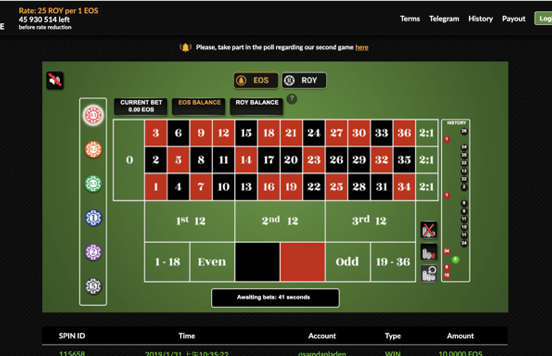 Rate: 25 ROY per 1 EOS
45 930 514 left
before rate reduction
E
Terms Telegram History Payout Log
Please, take part in the poll regarding our second game here
EOS ROY
CURRENT BET
0.00 EOS
EOS BALANCE
ROY BALANCE
?
HISTORY
3 6 9 12 15 18 21 24 27 30 33 36 2:1
0
2 5 8 11 14 17 20 23 26 29 32 35 2:1
1 4 7 10 13 16 19 22 25 28 31 34 2:1
1st 12 2nd 12 3rd 12
1 - 18 Even Odd 19 - 36
Awaiting bets: 41 seconds
SPIN ID Time Account Type Amount
115658 2019/1/31 上午10:35:22 osamdanladen WIN 10.0000 EOS